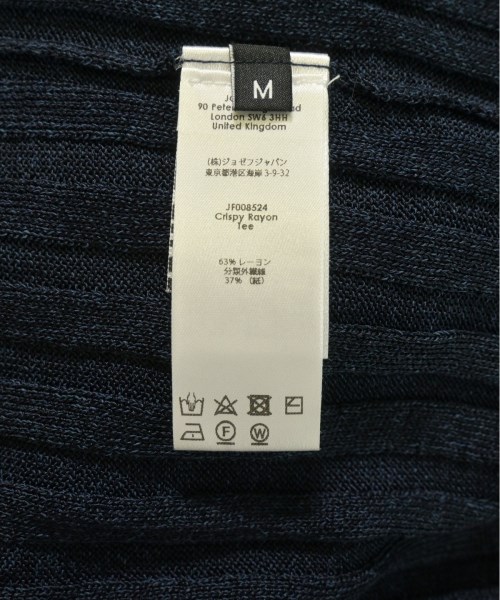 M
90
London SW6 3HH
United Kingdom
(株)ジョゼフジャパン
東京都港区海岸3-9-32
JF008524
Crispy Rayon
Tee
63% レーヨン
分類外繊維
37% (紙)
F
W